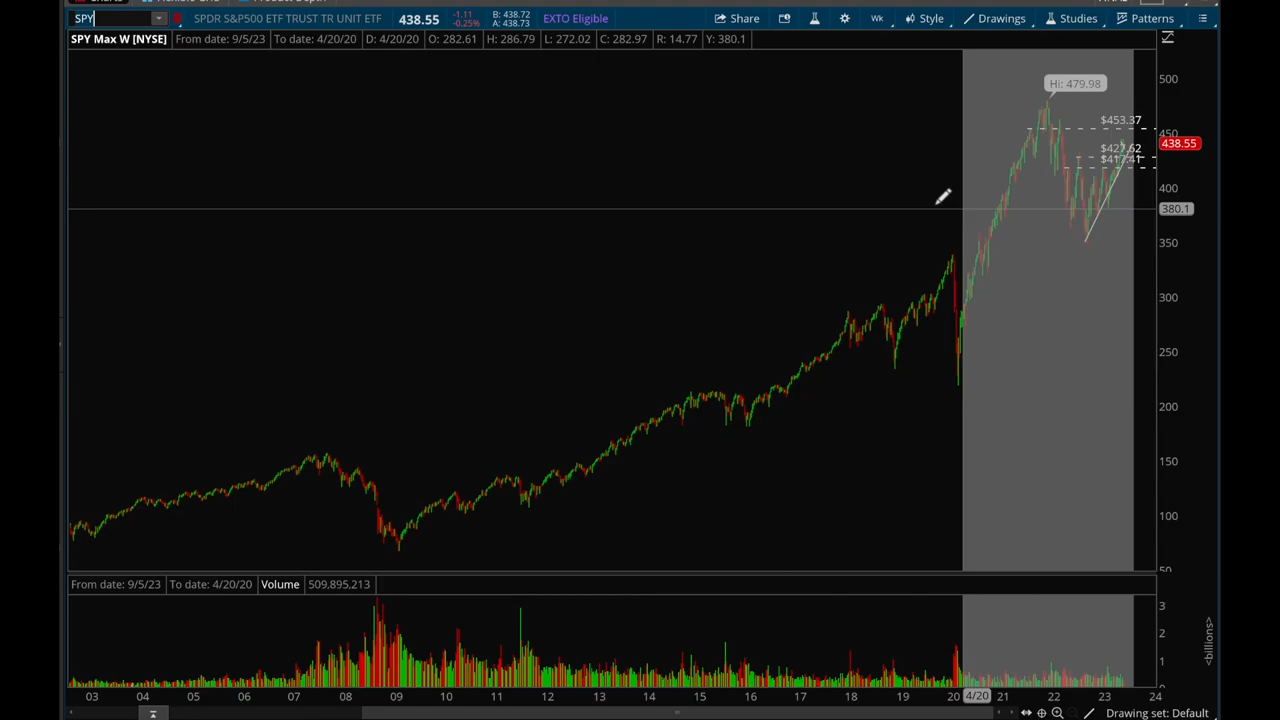 SPY SPDR S&P500 ETF TRUST TR UNIT ETF 438.55 -1.11 -0.25% B: 438.72 A: 438.73 EXTO Eligible Share Wk Style Drawings Studies Patterns
SPY Max W [NYSE] From date: 9/5/23 To date: 4/20/20 D: 4/20/20 O: 282.61 H: 286.79 L: 272.02 C: 282.97 R: 14.77 Y: 380.1
500
Hi: 479.98
$453.37
450
438.55
$427.62
400
380.1
350
300
250
200
150
100
50
From date: 9/5/23 To date: 4/20/20 Volume 509,895,213
3
2
1
<billions>
03 04 05 06 07 08 09 10 11 12 13 14 15 16 17 18 19 20 4/20 21 22 23 24
Drawing set: Default